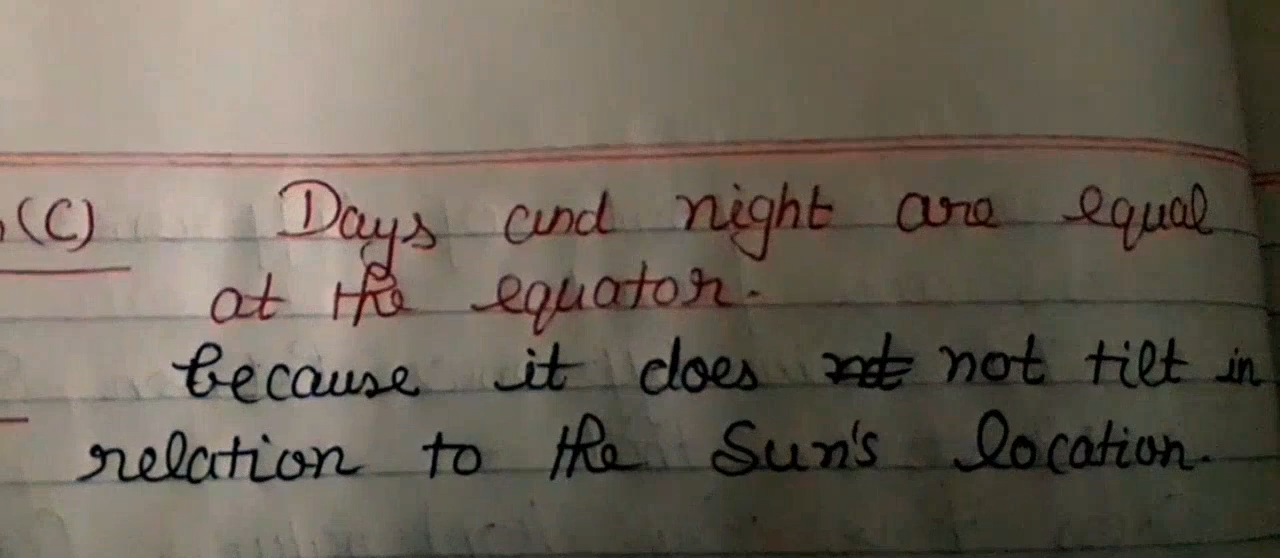 (C) Days and night are equal
at the equator.
because it does not not tilt in
relation to the Sun's location.